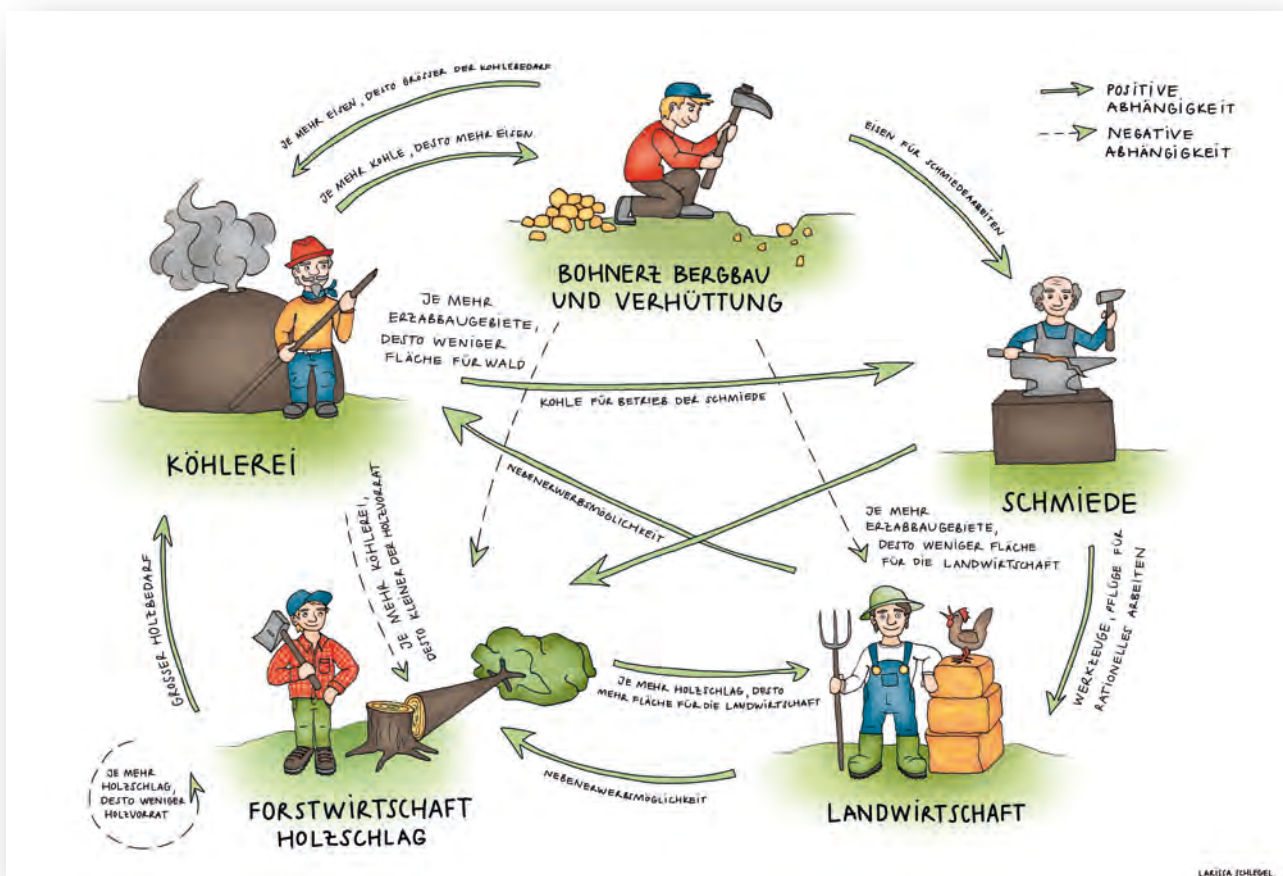 JE MEHR EISEN, DESTO GRÖSSER DER KOHLEBEDARF
JE MEHR KOHLE, DESTO MEHR EISEN
EISEN FÜR SCHMIEDEARBEITEN
POSITIVE
ABHÄNGIGKEIT
NEGATIVE
ABHÄNGIGKEIT
BOHNERZ BERGBAU
UND VERHÜTTUNG
JE MEHR
ERZABBAUGEBIETE,
DESTO WENIGER
FLÄCHE FÜR WALD
KOHLE FÜR BETRIEB DER SCHMIEDE
KÖHLEREI
SCHMIEDE
NEBENERWERBSMÖGLICHKEIT
JE MEHR
ERZABBAUGEBIETE,
DESTO WENIGER FLÄCHE
FÜR DIE LANDWIRTSCHAFT
JE MEHR KÖHLEREI,
DESTO KLEINER DER HOLZVORRAT
GROSSER HOLZBEDARF
WERKZEUGE, PFLÜGE FÜR
RATIONELLES ARBEITEN
JE MEHR HOLZSCHLAG, DESTO
MEHR FLÄCHE FÜR DIE LANDWIRTSCHAFT
NEBENERWERBSMÖGLICHKEIT
JE MEHR
HOLZSCHLAG,
DESTO WENIGER
HOLZVORRAT
FORSTWIRTSCHAFT
HOLZSCHLAG
LANDWIRTSCHAFT
LARISSA SCHLEGEL